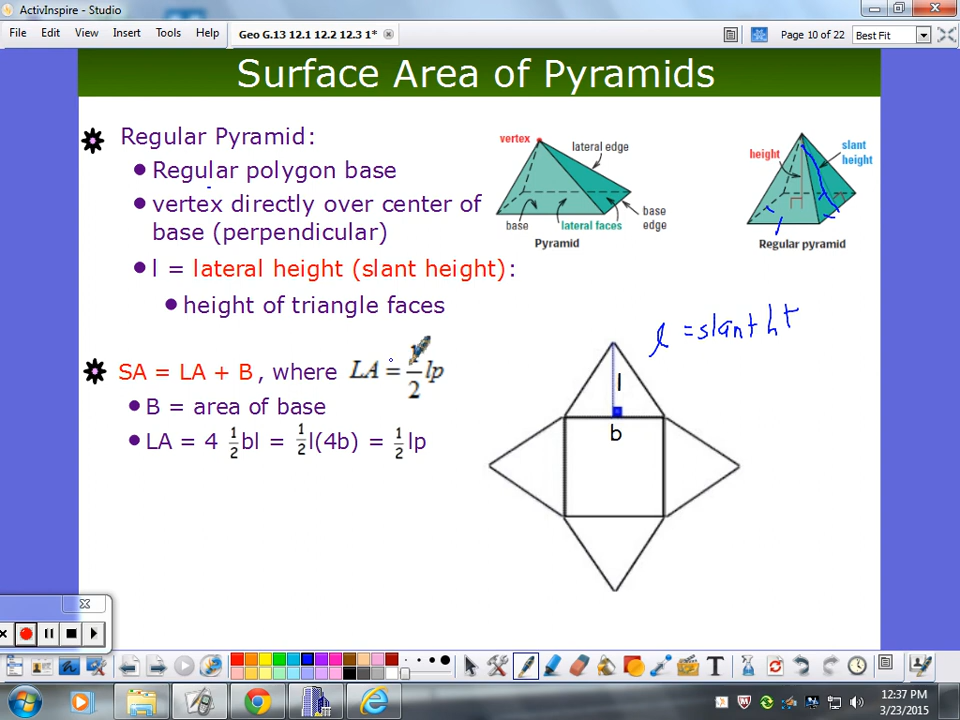 ActivInspire - Studio
File Edit View Insert Tools Help
Geo G.13 12.1 12.2 12.3 1*
Page 10 of 22
Best Fit
Surface Area of Pyramids
Regular Pyramid:
Regular polygon base
vertex directly over center of
base (perpendicular)
l = lateral height (slant height):
height of triangle faces
vertex
lateral edge
base
lateral faces
base
edge
Pyramid
height
slant
height
Regular pyramid
l = slant ht
SA = LA + B , where LA = 1/2 lp
B = area of base
LA = 4 1/2 bl = 1/2 l(4b) = 1/2 lp
l
b
T
12:37 PM
3/23/2015